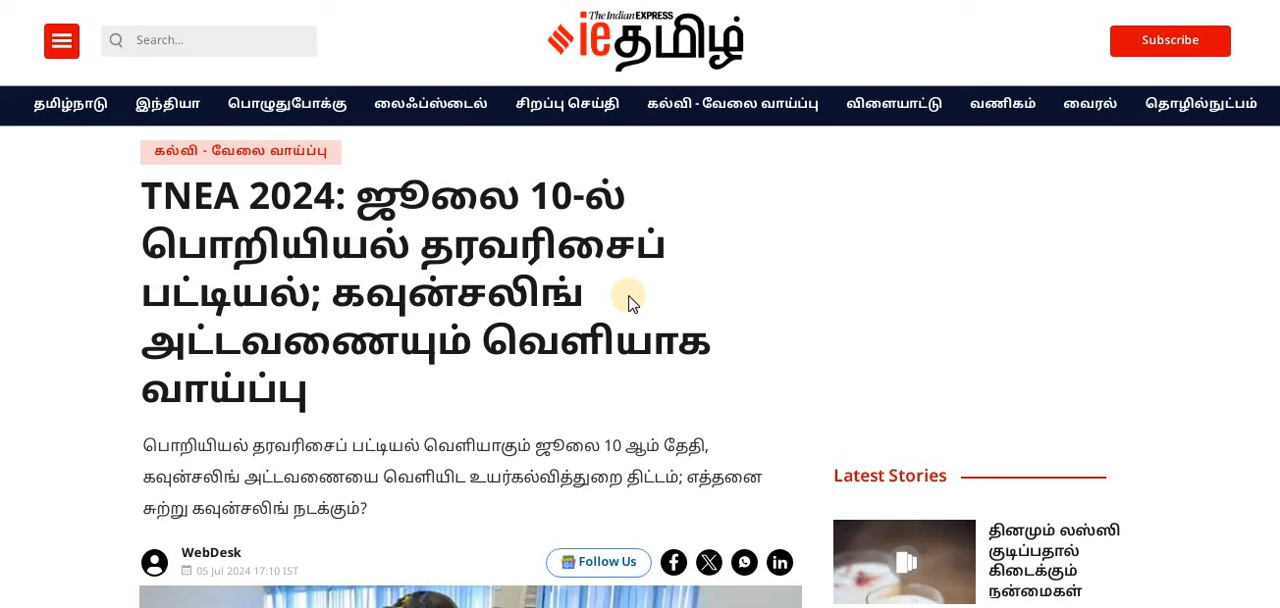 The Indian EXPRESS
ie தமிழ்
Search...
Subscribe
தமிழ்நாடு இந்தியா பொழுதுபோக்கு லைஃப்ஸ்டைல் சிறப்பு செய்தி கல்வி - வேலை வாய்ப்பு விளையாட்டு வணிகம் வைரல் தொழில்நுட்பம்
கல்வி - வேலை வாய்ப்பு
TNEA 2024: ஜூலை 10-ல்
பொறியியல் தரவரிசைப்
பட்டியல்; கவுன்சலிங்
அட்டவணையும் வெளியாக
வாய்ப்பு
பொறியியல் தரவரிசைப் பட்டியல் வெளியாகும் ஜூலை 10 ஆம் தேதி,
கவுன்சலிங் அட்டவணையை வெளியிட உயர்கல்வித்துறை திட்டம்; எத்தனை
சுற்று கவுன்சலிங் நடக்கும்?
WebDesk
05 Jul 2024 17:10 IST
Follow Us
Latest Stories
தினமும் லஸ்ஸி
குடிப்பதால்
கிடைக்கும்
நன்மைகள்